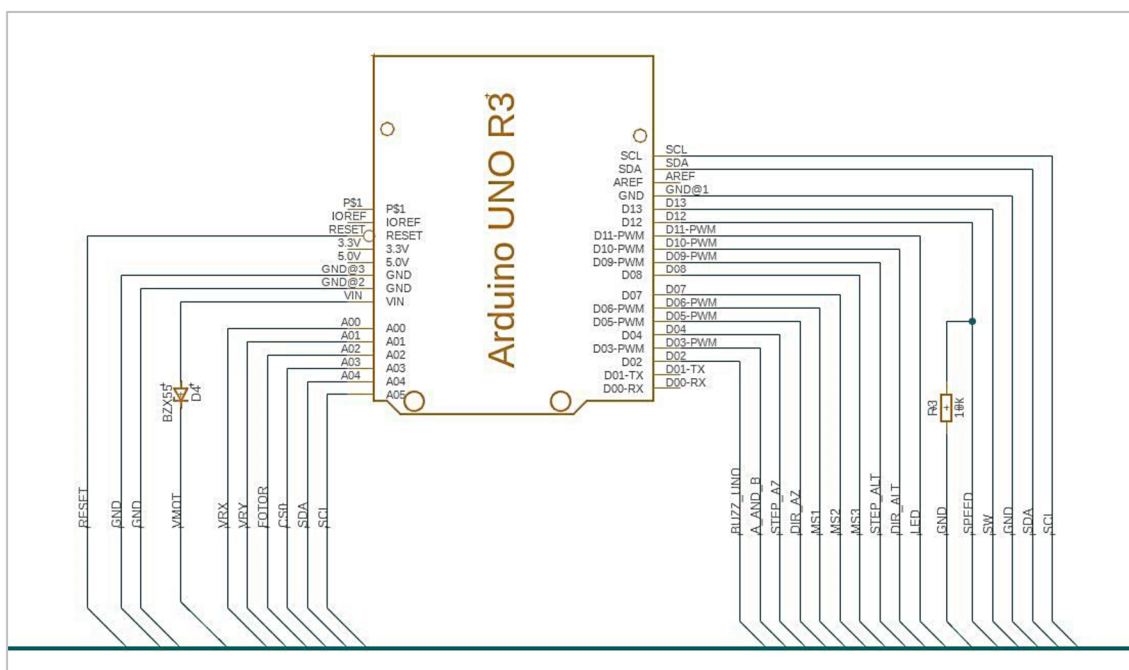 Arduino UNO R3
P$1
IOREF
RESET
3.3V
5.0V
GND@3
GND@2
VIN
A00
A01
A02
A03
A04
P$1
IOREF
RESET
3.3V
5.0V
GND
GND
VIN
A00
A01
A02
A03
A04
A05
SCL
SDA
AREF
GND
D13
D12
D11-PWM
D10-PWM
D09-PWM
D08
D07
D06-PWM
D05-PWM
D04
D03-PWM
D02
D01-TX
D00-RX
SCL
SDA
AREF
GND@1
D13
D12
D11-PWM
D10-PWM
D09-PWM
D08
D07
D06-PWM
D05-PWM
D04
D03-PWM
D02
D01-TX
D00-RX
BZX55
D4
R3
10k
RESET
GND
GND
VMOT
VRX
VRY
FOTOR
CS0
SDA
SCL
BUZZ_UNO
A_AND_B
STEP_AZ
DIR_AZ
MS1
MS2
MS3
STEP_ALT
DIR_ALT
LED
GND
SPEED
SW
GND
SDA
SCL